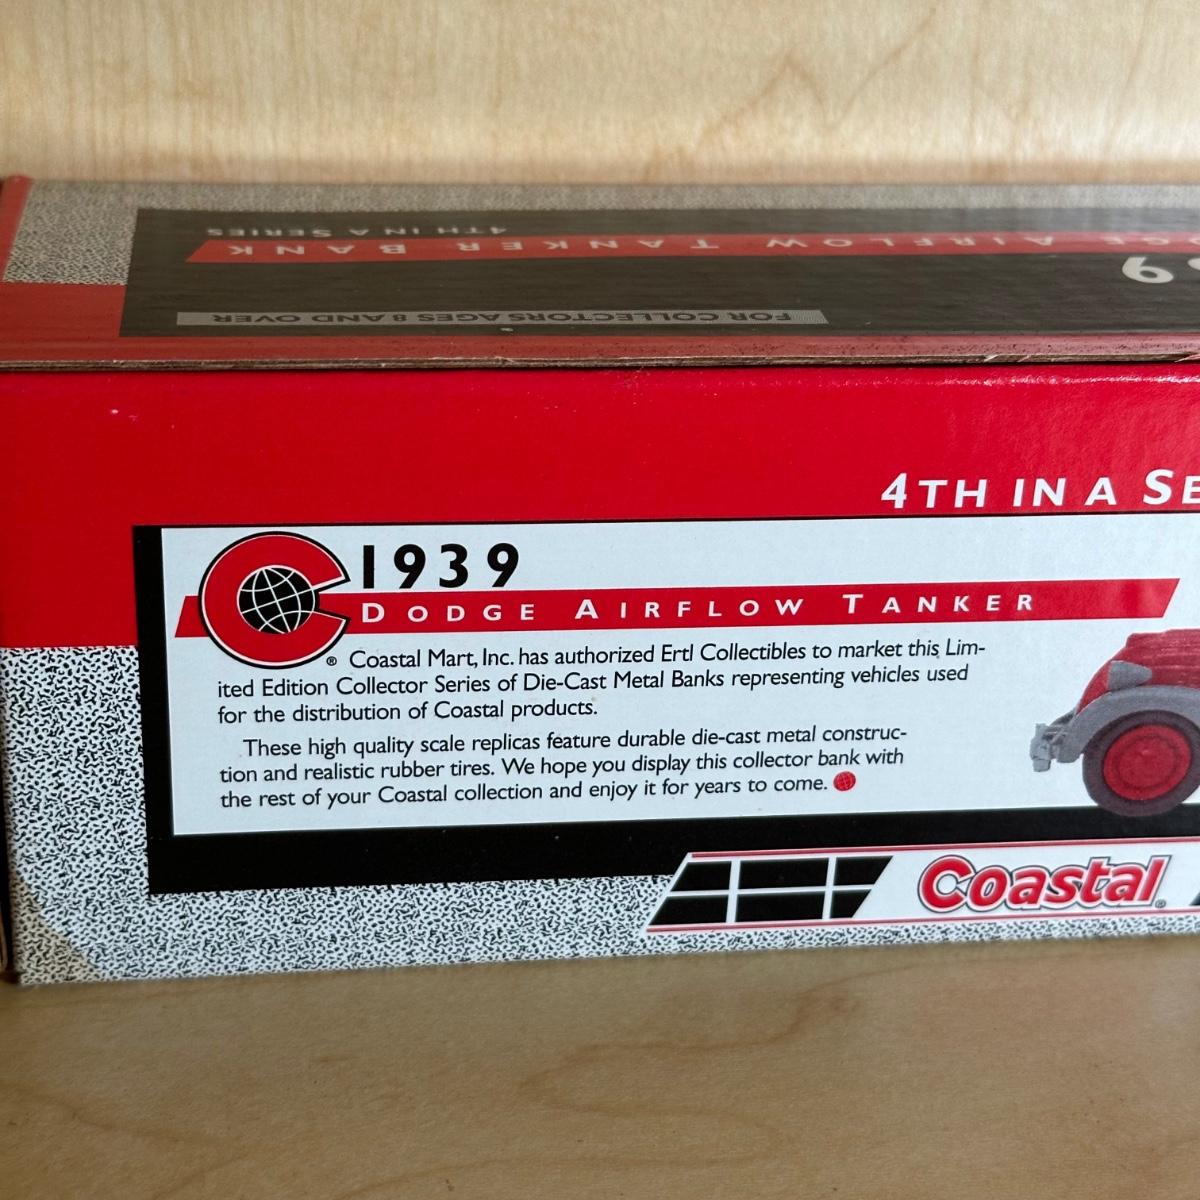 4TH IN A SERIES
GE AIRFLOW TANKER BANK
39
FOR COLLECTORS AGES 8 AND OVER
4TH IN A SE
1939
DODGE AIRFLOW TANKER
® Coastal Mart, Inc. has authorized Ertl Collectibles to market this Lim-
ited Edition Collector Series of Die-Cast Metal Banks representing vehicles used
for the distribution of Coastal products.
These high quality scale replicas feature durable die-cast metal construc-
tion and realistic rubber tires. We hope you display this collector bank with
the rest of your Coastal collection and enjoy it for years to come.
Coastal®